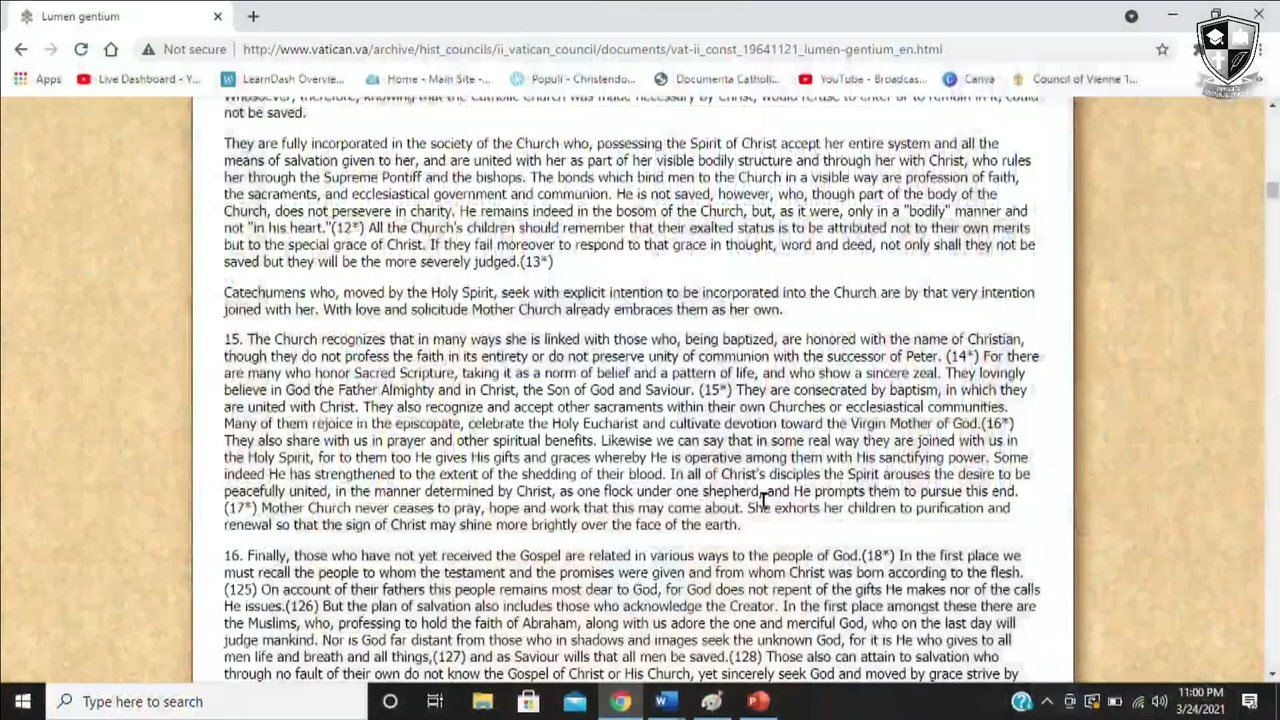 Lumen gentium
Not secure
http://www.vatican.va/archive/hist_councils/ii_vatican_council/documents/vat-ii_const_19641121_lumen-gentium_en.html
Apps Live Dashboard - Y... LearnDash Overvie... Home - Main Site -... Populi - Christendo... Documenta Catholi... YouTube - Broadcas... Canva Council of Vienne 1...
Whosoever, therefore, knowing that the Catholic Church was made necessary by Christ, would refuse to enter or to remain in it, could
not be saved.
They are fully incorporated in the society of the Church who, possessing the Spirit of Christ accept her entire system and all the
means of salvation given to her, and are united with her as part of her visible bodily structure and through her with Christ, who rules
her through the Supreme Pontiff and the bishops. The bonds which bind men to the Church in a visible way are profession of faith,
the sacraments, and ecclesiastical government and communion. He is not saved, however, who, though part of the body of the
Church, does not persevere in charity. He remains indeed in the bosom of the Church, but, as it were, only in a "bodily" manner and
not "in his heart."(12*) All the Church's children should remember that their exalted status is to be attributed not to their own merits
but to the special grace of Christ. If they fail moreover to respond to that grace in thought, word and deed, not only shall they not be
saved but they will be the more severely judged.(13*)
Catechumens who, moved by the Holy Spirit, seek with explicit intention to be incorporated into the Church are by that very intention
joined with her. With love and solicitude Mother Church already embraces them as her own.
15. The Church recognizes that in many ways she is linked with those who, being baptized, are honored with the name of Christian,
though they do not profess the faith in its entirety or do not preserve unity of communion with the successor of Peter. (14*) For there
are many who honor Sacred Scripture, taking it as a norm of belief and a pattern of life, and who show a sincere zeal. They lovingly
believe in God the Father Almighty and in Christ, the Son of God and Saviour. (15*) They are consecrated by baptism, in which they
are united with Christ. They also recognize and accept other sacraments within their own Churches or ecclesiastical communities.
Many of them rejoice in the episcopate, celebrate the Holy Eucharist and cultivate devotion toward the Virgin Mother of God.(16*)
They also share with us in prayer and other spiritual benefits. Likewise we can say that in some real way they are joined with us in
the Holy Spirit, for to them too He gives His gifts and graces whereby He is operative among them with His sanctifying power. Some
indeed He has strengthened to the extent of the shedding of their blood. In all of Christ's disciples the Spirit arouses the desire to be
peacefully united, in the manner determined by Christ, as one flock under one shepherd, and He prompts them to pursue this end.
(17*) Mother Church never ceases to pray, hope and work that this may come about. She exhorts her children to purification and
renewal so that the sign of Christ may shine more brightly over the face of the earth.
16. Finally, those who have not yet received the Gospel are related in various ways to the people of God.(18*) In the first place we
must recall the people to whom the testament and the promises were given and from whom Christ was born according to the flesh.
(125) On account of their fathers this people remains most dear to God, for God does not repent of the gifts He makes nor of the calls
He issues.(126) But the plan of salvation also includes those who acknowledge the Creator. In the first place amongst these there are
the Muslims, who, professing to hold the faith of Abraham, along with us adore the one and merciful God, who on the last day will
judge mankind. Nor is God far distant from those who in shadows and images seek the unknown God, for it is He who gives to all
men life and breath and all things,(127) and as Saviour wills that all men be saved.(128) Those also can attain to salvation who
through no fault of their own do not know the Gospel of Christ or His Church, yet sincerely seek God and moved by grace strive by
Type here to search
11:00 PM
3/24/2021